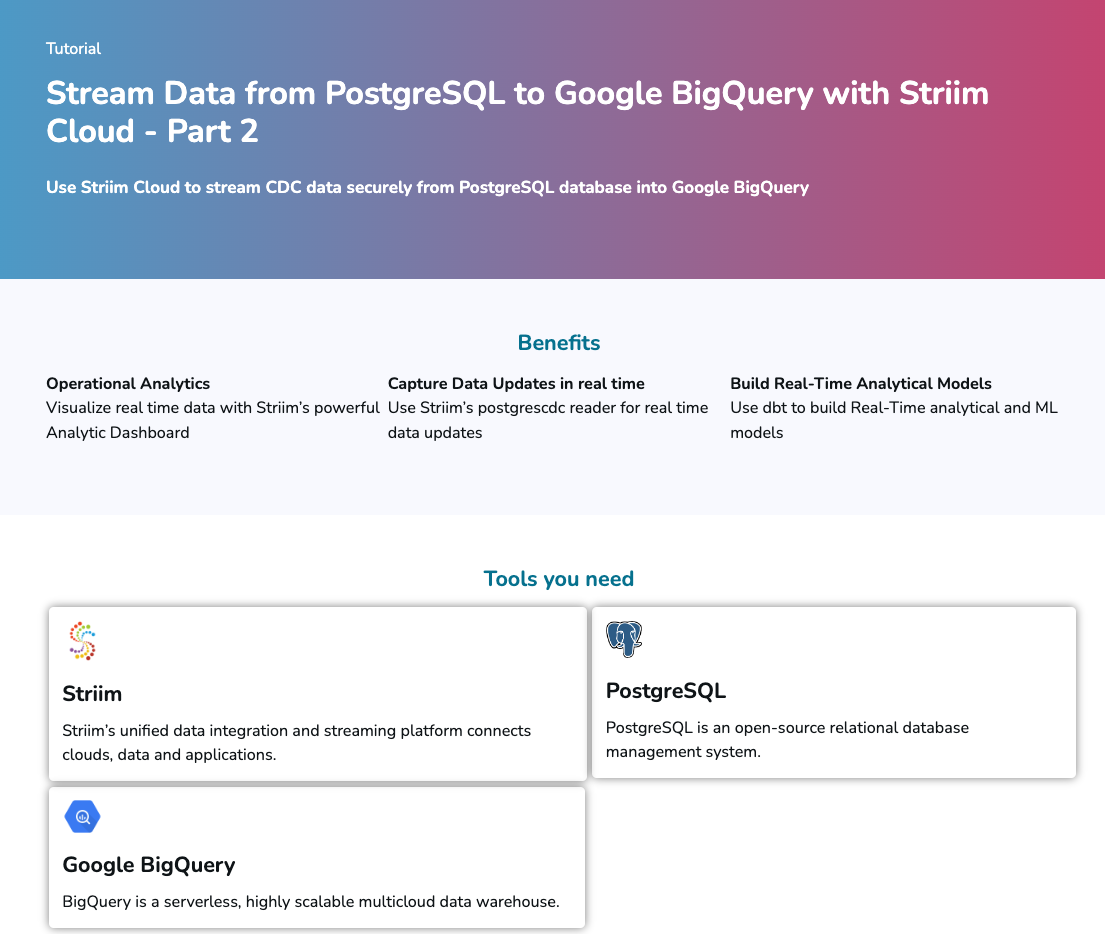 Tutorial
Stream Data from PostgreSQL to Google BigQuery with Striim
Cloud - Part 2
Use Striim Cloud to stream CDC data securely from PostgreSQL database into Google BigQuery
Benefits
Operational Analytics
Visualize real time data with Striim’s powerful
Analytic Dashboard
Capture Data Updates in real time
Use Striim’s postgrescdc reader for real time
data updates
Build Real-Time Analytical Models
Use dbt to build Real-Time analytical and ML
models
Tools you need
Striim
Striim’s unified data integration and streaming platform connects
clouds, data and applications.
PostgreSQL
PostgreSQL is an open-source relational database
management system.
Google BigQuery
BigQuery is a serverless, highly scalable multicloud data warehouse.